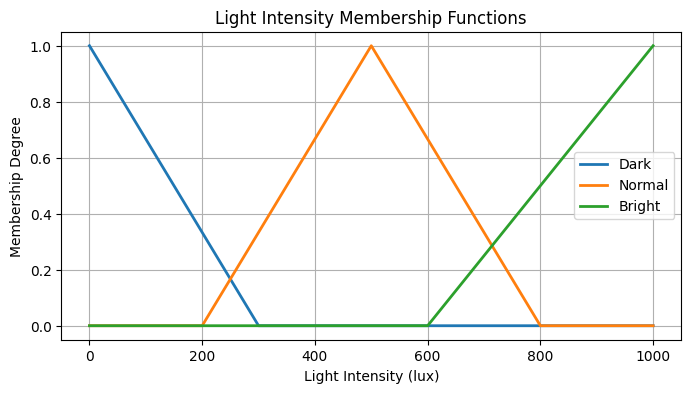 Light Intensity Membership Functions
Membership Degree
1.0
0.8
0.6
0.4
0.2
0.0
Dark
Normal
Bright
0 200 400 600 800 1000
Light Intensity (lux)